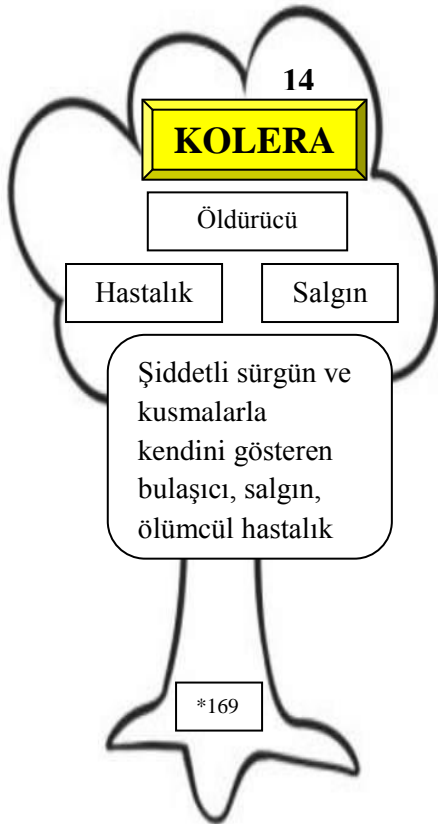 14
KOLERA
Öldürücü
Hastalık
Salgın
Şiddetli sürgün ve
kusmalarla
kendini gösteren
bulaşıcı, salgın,
ölümcül hastalık
*169